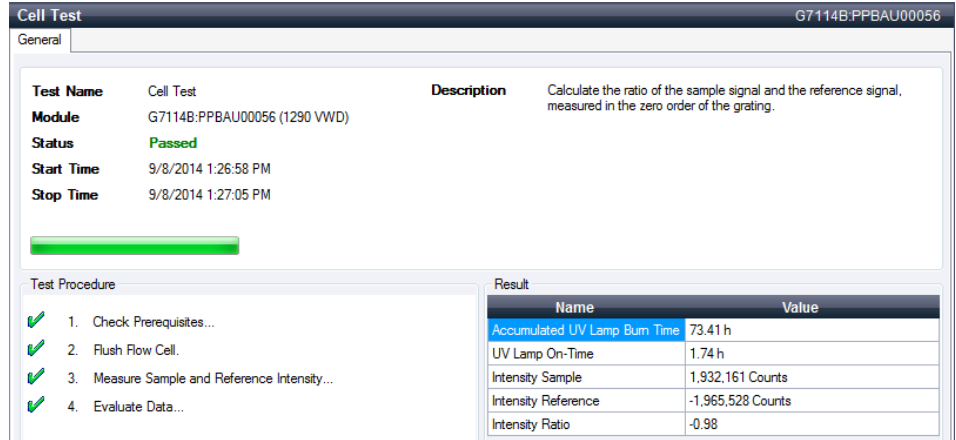 Cell Test G7114B:PPBAU00056
General
Test Name Cell Test
Module G7114B:PPBAU00056 (1290 VWD)
Status Passed
Start Time 9/8/2014 1:26:58 PM
Stop Time 9/8/2014 1:27:05 PM
Description Calculate the ratio of the sample signal and the reference signal,
measured in the zero order of the grating.
Test Procedure
1. Check Prerequisites...
2. Flush Flow Cell.
3. Measure Sample and Reference Intensity...
4. Evaluate Data...
Result
Name Value
Accumulated UV Lamp Burn Time 73.41 h
UV Lamp On-Time 1.74 h
Intensity Sample 1,932,161 Counts
Intensity Reference -1,965,528 Counts
Intensity Ratio -0.98